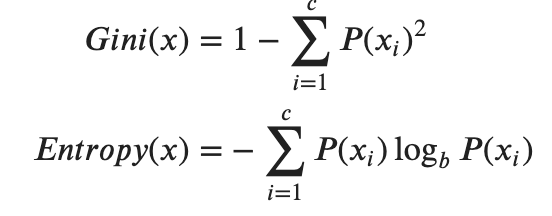 Gini(x) = 1 − ∑_{i=1}^{c} P(x_i)^2
Entropy(x) = − ∑_{i=1}^{c} P(x_i) log_b P(x_i)